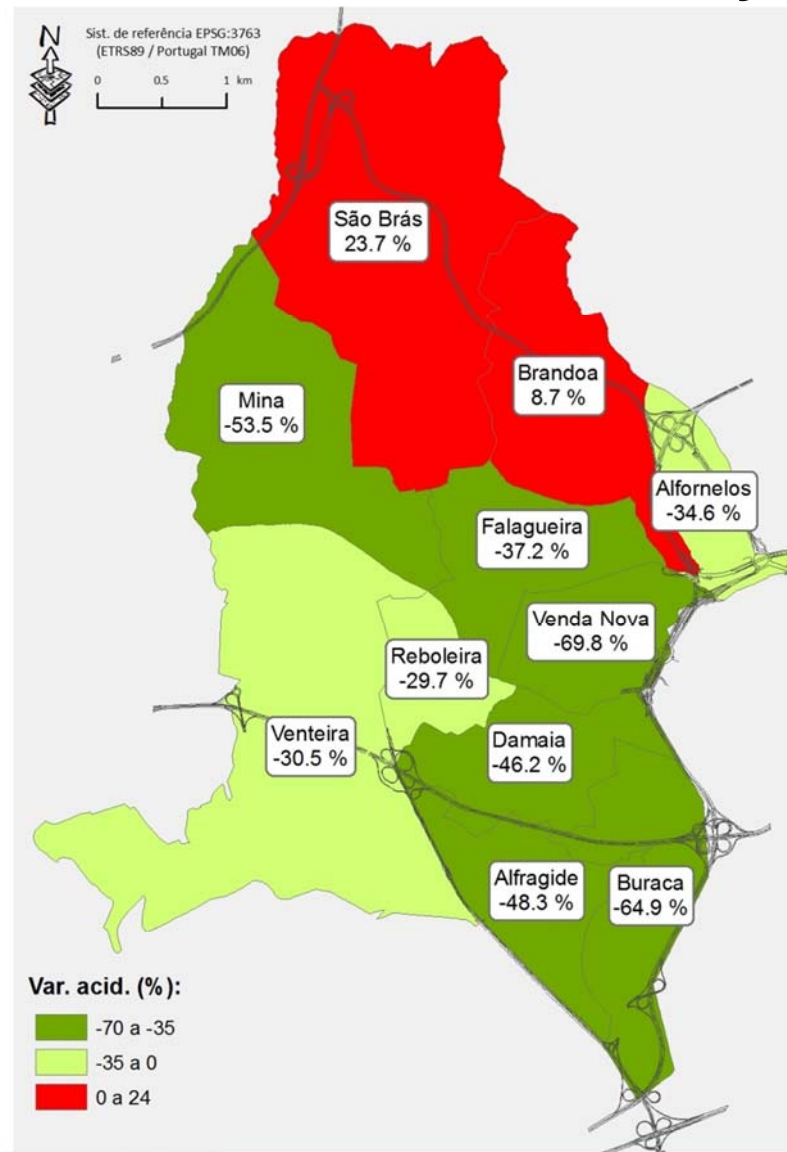 N
Sist. de referência EPSG:3763
(ETRS89 / Portugal TM06)
0 0.5 1 km
São Brás
23.7 %
Brandoa
8.7 %
Mina
-53.5 %
Alfornelos
-34.6 %
Falagueira
-37.2 %
Venda Nova
-69.8 %
Reboleira
-29.7 %
Venteira
-30.5 %
Damaia
-46.2 %
Alfragide
-48.3 %
Buraca
-64.9 %
Var. acid. (%):
-70 a -35
-35 a 0
0 a 24